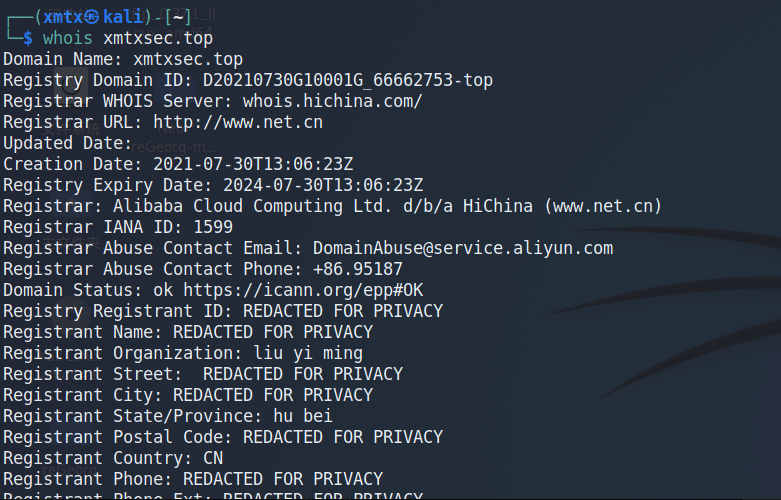 ┌──(xmtx㉿kali)-[~]
└─$ whois xmtxsec.top
Domain Name: xmtxsec.top
Registry Domain ID: D20210730G10001G_66662753-top
Registrar WHOIS Server: whois.hichina.com/
Registrar URL: http://www.net.cn
Updated Date:
Creation Date: 2021-07-30T13:06:23Z
Registry Expiry Date: 2024-07-30T13:06:23Z
Registrar: Alibaba Cloud Computing Ltd. d/b/a HiChina (www.net.cn)
Registrar IANA ID: 1599
Registrar Abuse Contact Email: DomainAbuse@service.aliyun.com
Registrar Abuse Contact Phone: +86.95187
Domain Status: ok https://icann.org/epp#OK
Registry Registrant ID: REDACTED FOR PRIVACY
Registrant Name: REDACTED FOR PRIVACY
Registrant Organization: liu yi ming
Registrant Street:  REDACTED FOR PRIVACY
Registrant City: REDACTED FOR PRIVACY
Registrant State/Province: hu bei
Registrant Postal Code: REDACTED FOR PRIVACY
Registrant Country: CN
Registrant Phone: REDACTED FOR PRIVACY
Registrant Phone Ext: REDACTED FOR PRIVACY